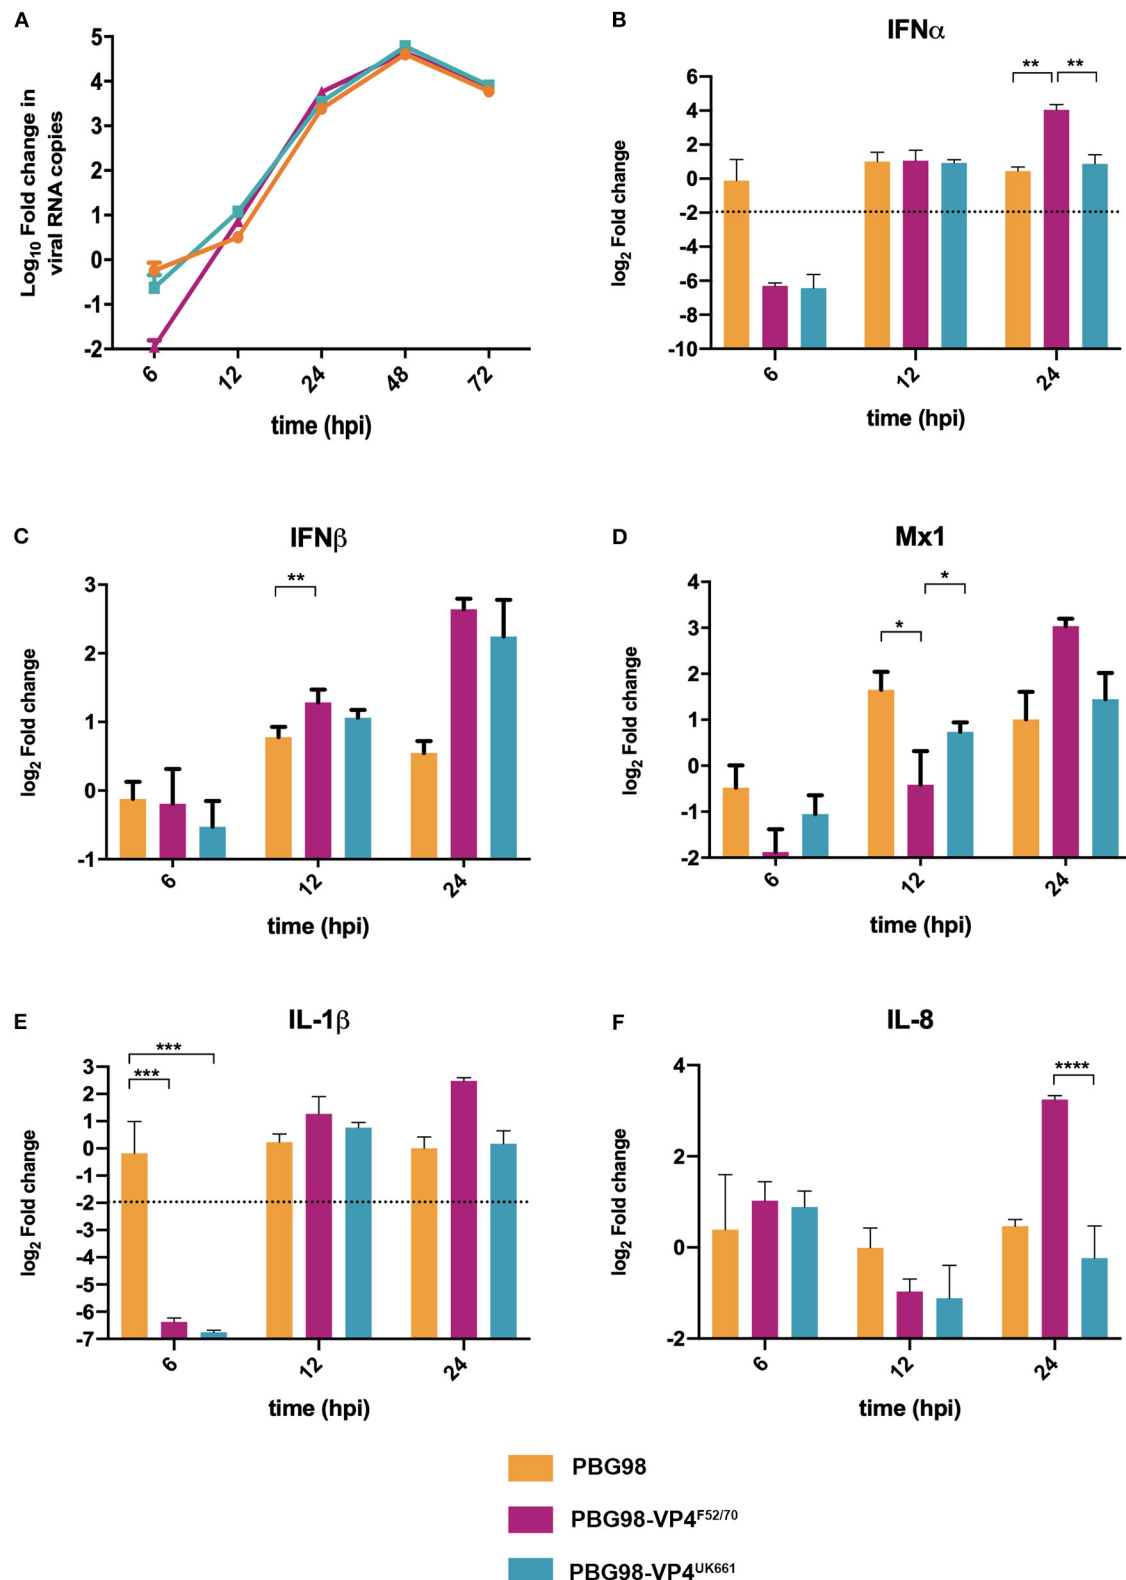 A
5
4
3
2
1
0
-1
-2
Log10 Fold change in
viral RNA copies
6
12
24
48
72
time (hpi)
B
IFNα
** **
6
4
2
0
-2
-4
-6
-8
-10
log2 Fold change
6
12
24
time (hpi)
C
IFNβ
**
3
2
1
0
-1
log2 Fold change
6
12
24
time (hpi)
D
Mx1
*
*
4
3
2
1
0
-1
-2
log2 Fold change
6
12
24
time (hpi)
E
IL-1β
***
***
3
2
1
0
-1
-2
-3
-4
-5
-6
-7
log2 Fold change
6
12
24
time (hpi)
F
IL-8
****
4
2
0
-2
log2 Fold change
6
12
24
time (hpi)
PBG98
PBG98-VP4F52/70
PBG98-VP4UK661